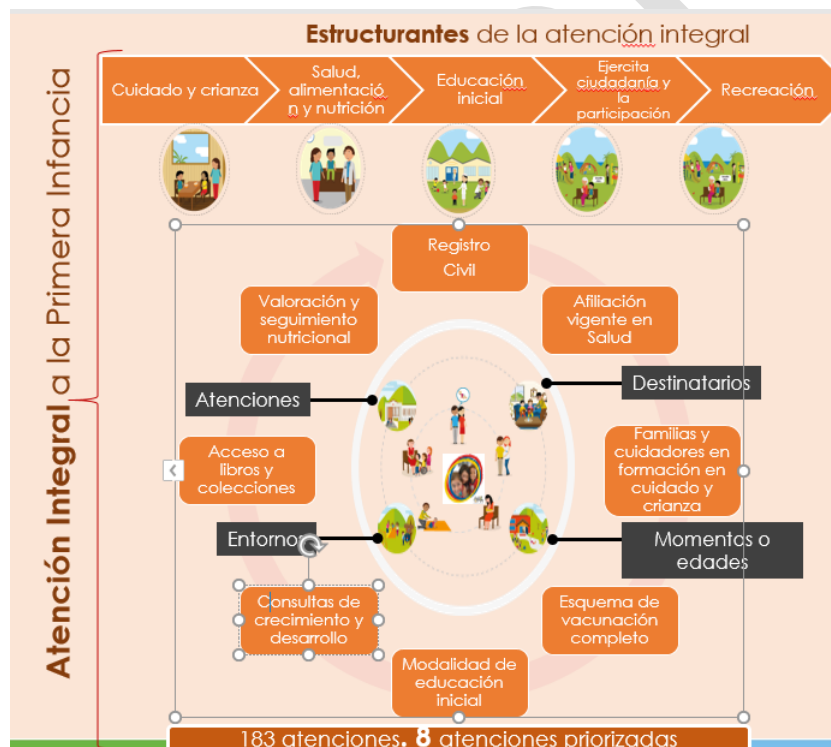 Estructurantes de la atención integral
Atención Integral a la Primera Infancia
Cuidado y crianza
Salud,
alimentació
n y nutrición
Educación
inicial
Ejercita
ciudadanía y
la
participación
Recreación
Registro
Civil
Valoración y
seguimiento
nutricional
Afiliación
vigente en
Salud
Atenciones
Destinatarios
Acceso a
libros y
colecciones
Familias y
cuidadores en
formación en
cuidado y
crianza
Entornos
Momentos o
edades
Consultas de
crecimiento y
desarrollo
Esquema de
vacunación
completo
Modalidad de
educación
inicial
183 atenciones. 8 atenciones priorizadas